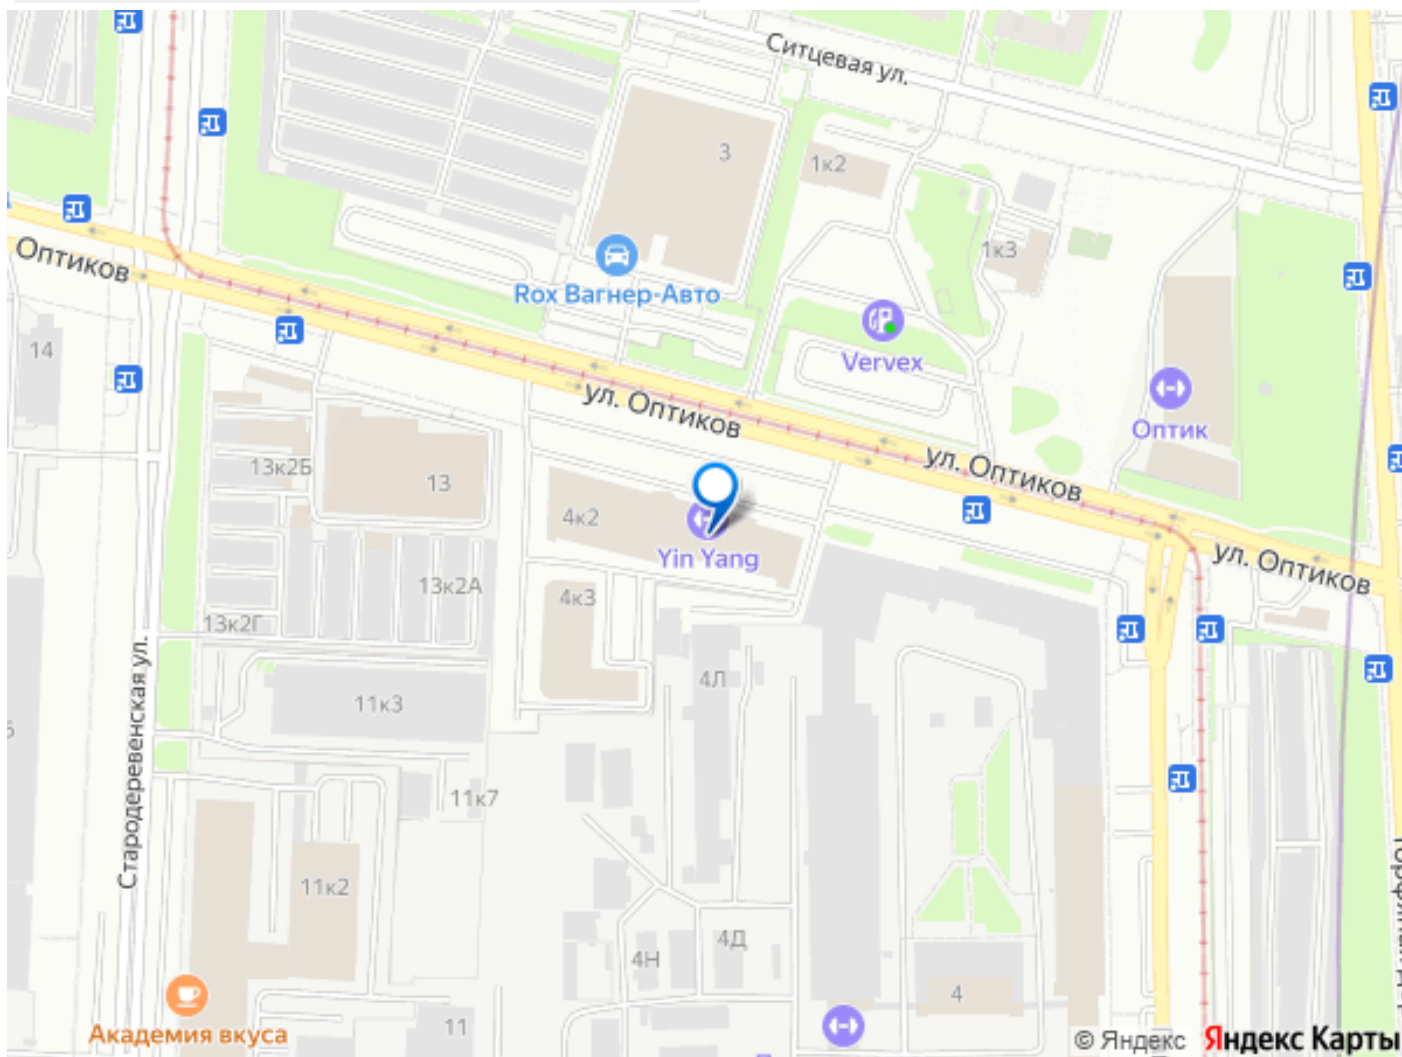 Ситцевая ул.
3
1к2
1к3
Оптиков
Rox Вагнер-Авто
Vervex
14
ул. Оптиков
Оптик
ул. Оптиков
13к2Б
13
4к2
Yin Yang
ул. Оптиков
13к2А
4к3
13к2Г
4Л
11к3
Стародеревенская ул.
11к7
11к2
4Д
4Н
4
11
Академия вкуса
© Яндекс Яндекс Карты